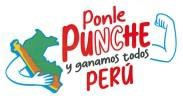 Ponle
PUNCHE
y ganamos todos
PERÚ